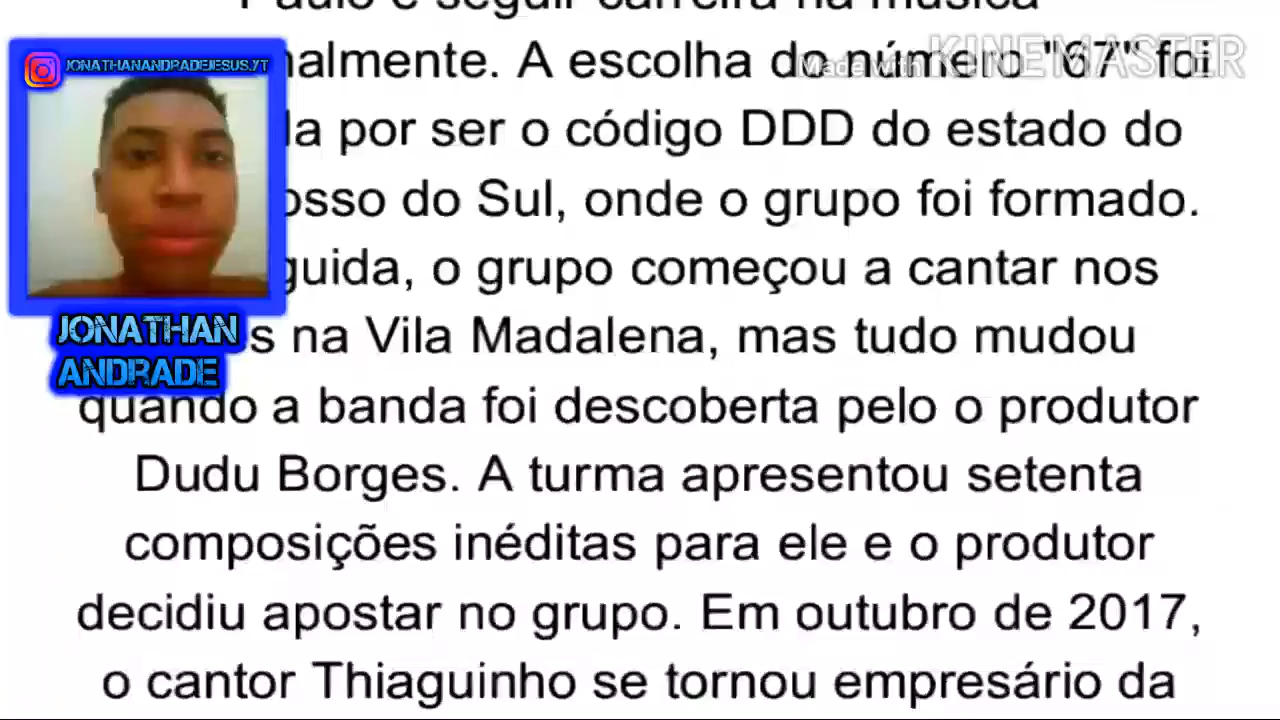 Paulo e seguir carreira na música
nalmente. A escolha do número "67" foi
Made with KINEMASTER
JONATHANANDRADEJESUS.YT
la por ser o código DDD do estado do
osso do Sul, onde o grupo foi formado.
guida, o grupo começou a cantar nos
s na Vila Madalena, mas tudo mudou
JONATHAN
ANDRADE
quando a banda foi descoberta pelo o produtor
Dudu Borges. A turma apresentou setenta
composições inéditas para ele e o produtor
decidiu apostar no grupo. Em outubro de 2017,
o cantor Thiaguinho se tornou empresário da